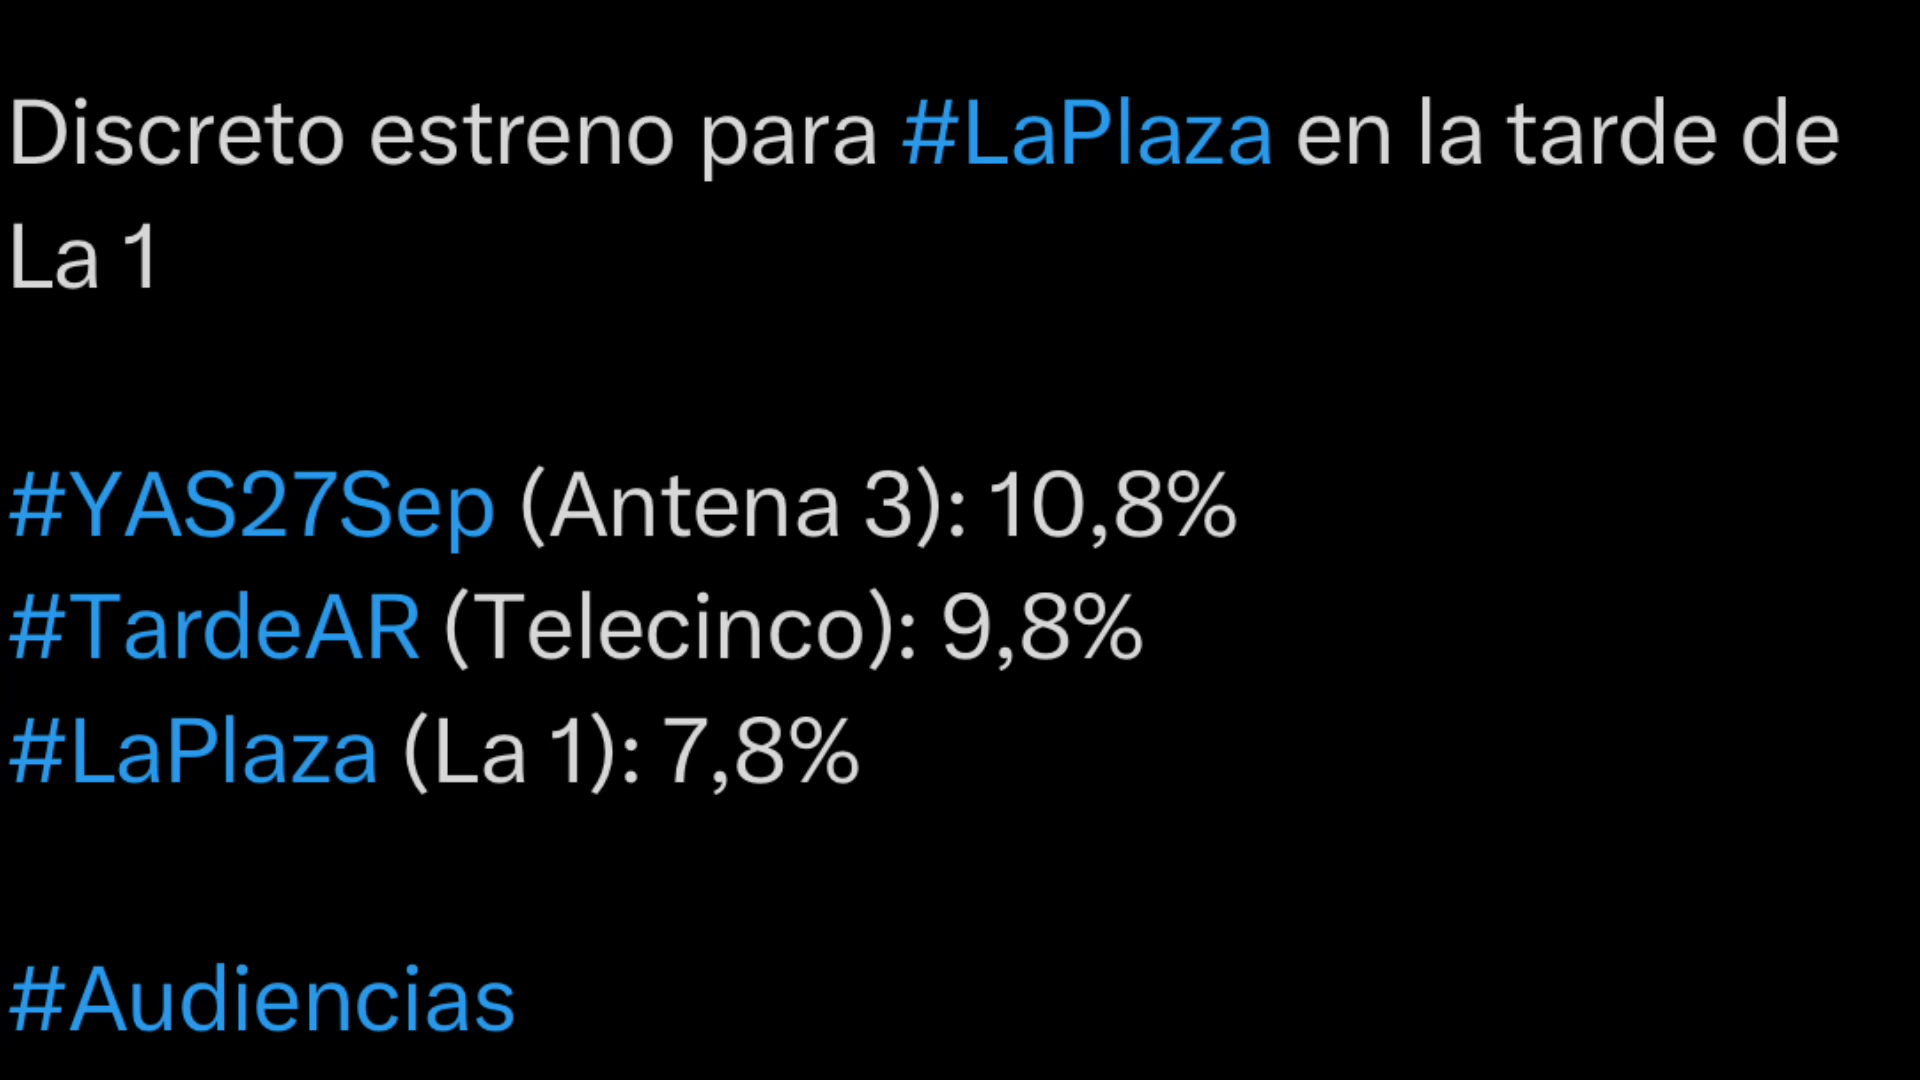 Discreto estreno para #LaPlaza en la tarde de
La 1
#YAS27Sep (Antena 3): 10,8%
#TardeAR (Telecinco): 9,8%
#LaPlaza (La 1): 7,8%
#Audiencias